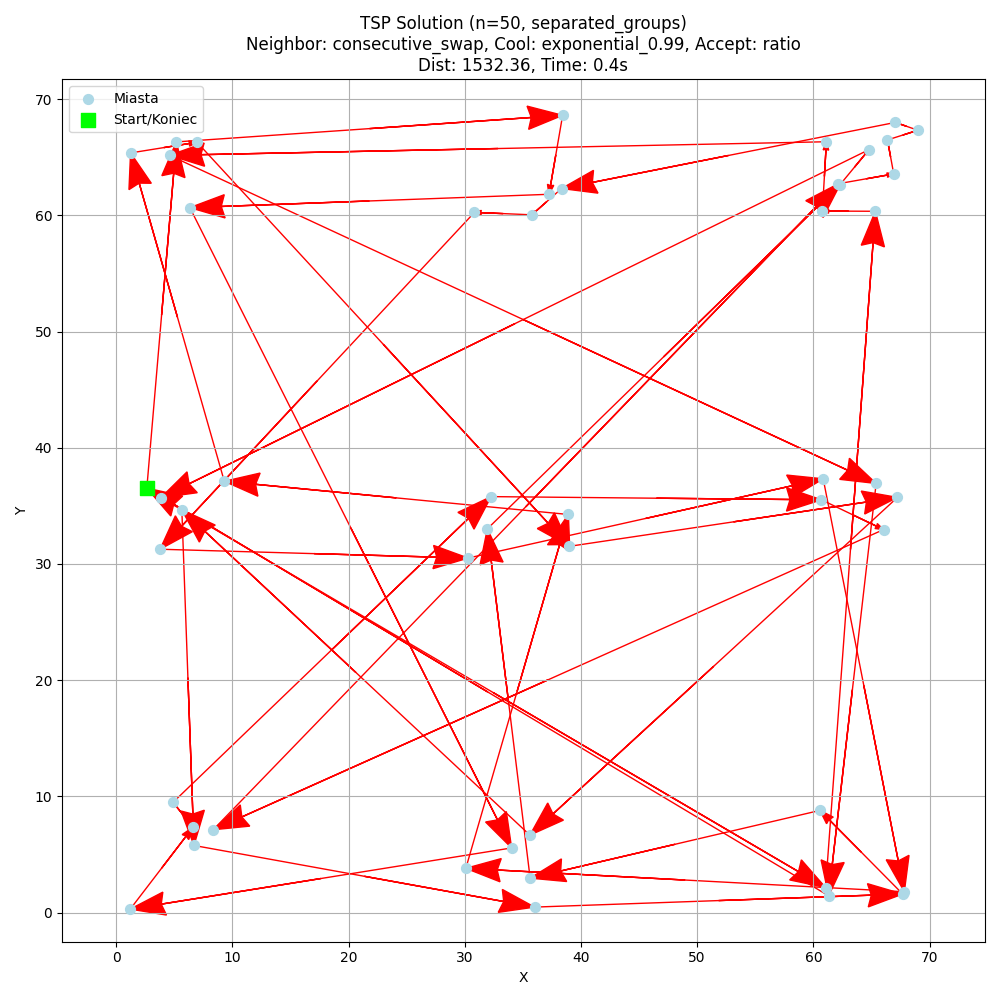 TSP Solution (n=50, separated_groups)
Neighbor: consecutive_swap, Cool: exponential_0.99, Accept: ratio
Dist: 1532.36, Time: 0.4s
Miasta
Start/Koniec
70
60
50
40
30
20
10
0
Y
0 10 20 30 40 50 60 70
X